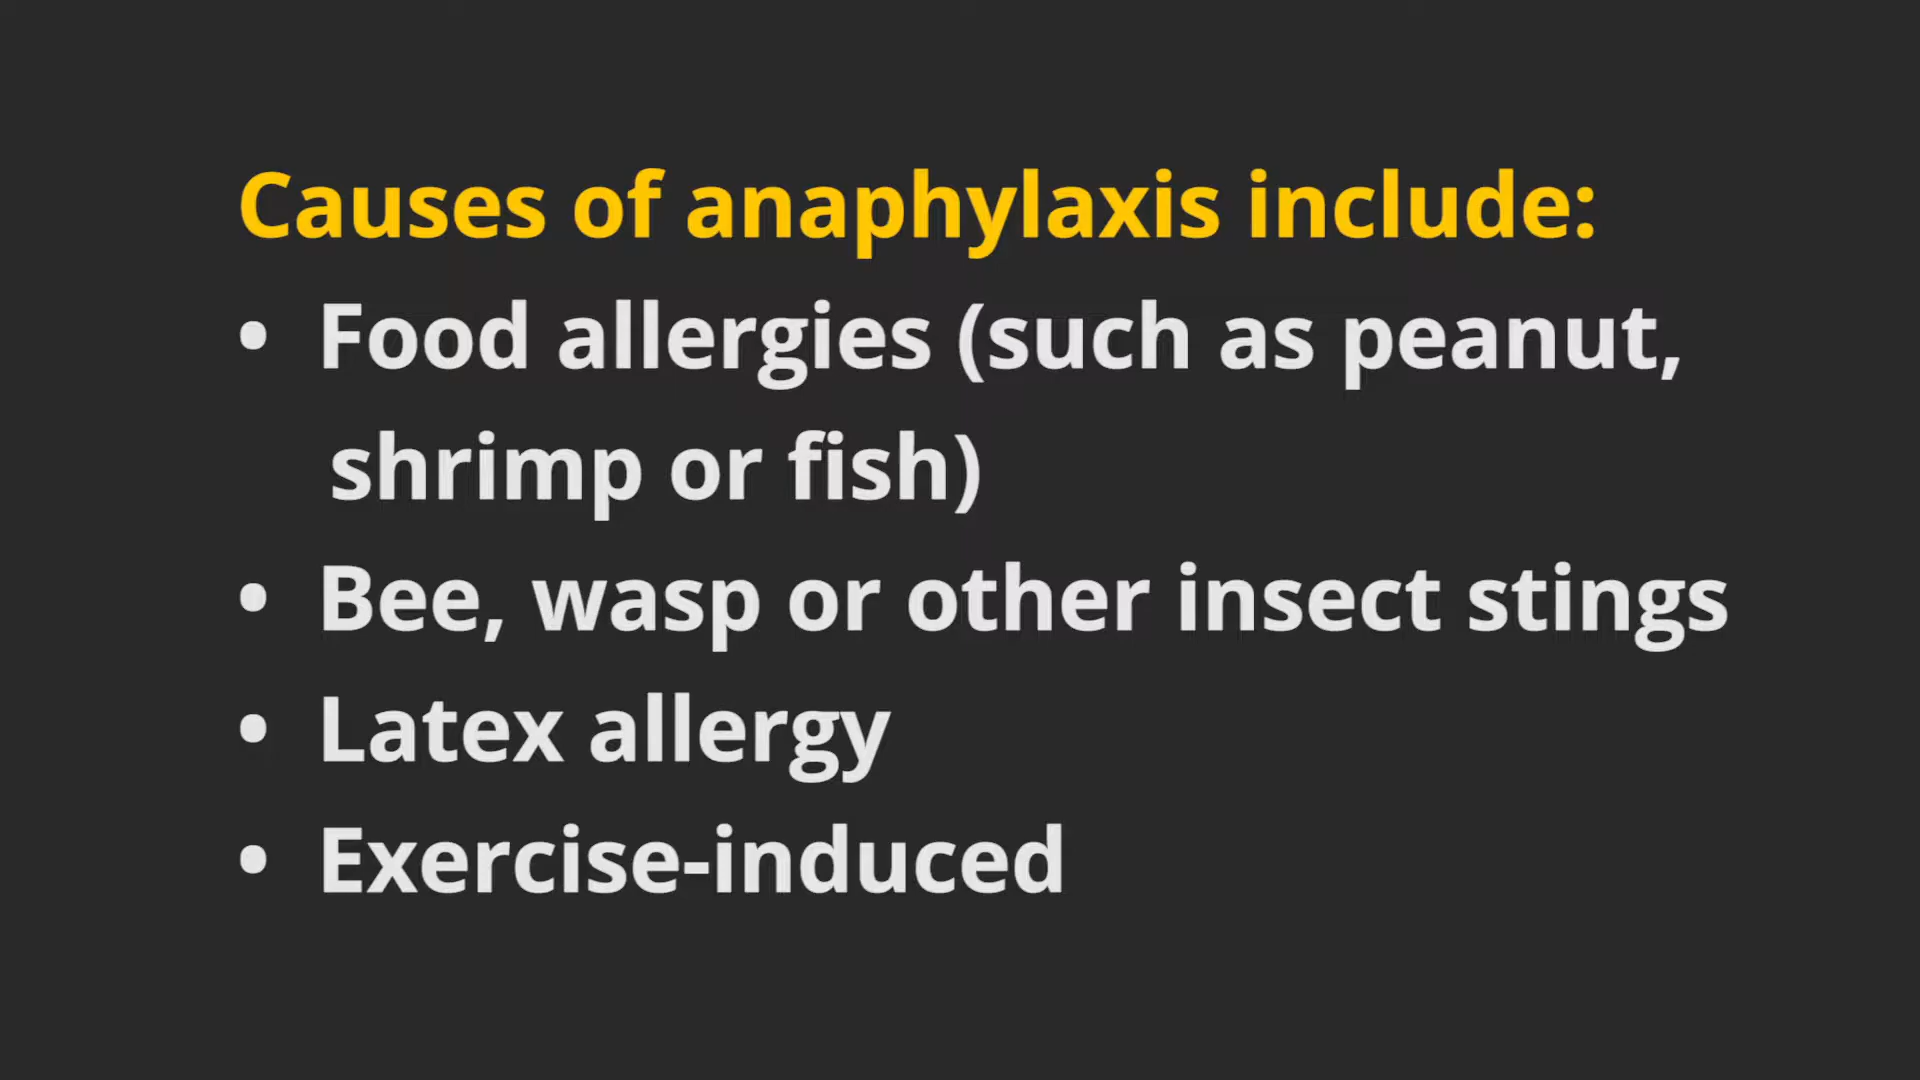 Causes of anaphylaxis include:
• Food allergies (such as peanut,
shrimp or fish)
• Bee, wasp or other insect stings
• Latex allergy
• Exercise-induced